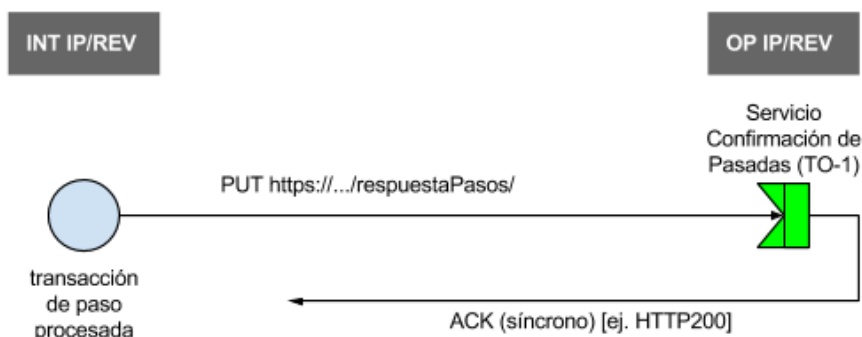 INT IP/REV
OP IP/REV
Servicio
Confirmación de
Pasadas (TO-1)
PUT https://.../respuestaPasos/
transacción
de paso
procesada
ACK (síncrono) [ej. HTTP200]